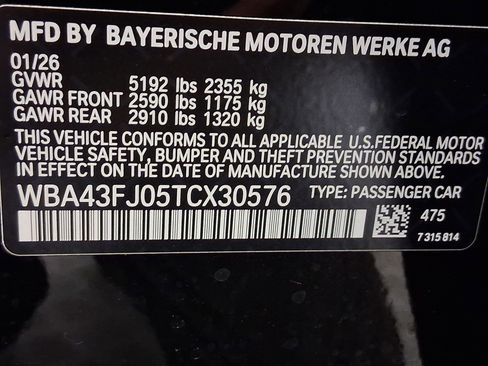 MFD BY BAYERISCHE MOTOREN WERKE AG
01/26
GVWR 5192 lbs 2355 kg
GAWR FRONT 2590 lbs 1175 kg
GAWR REAR 2910 lbs 1320 kg
THIS VEHICLE CONFORMS TO ALL APPLICABLE U.S.FEDERAL MOTOR
VEHICLE SAFETY, BUMPER AND THEFT PREVENTION STANDARDS
IN EFFECT ON THE DATE OF MANUFACTURE SHOWN ABOVE.
WBA43FJ05TCX30576 TYPE: PASSENGER CAR
475
7 315 814